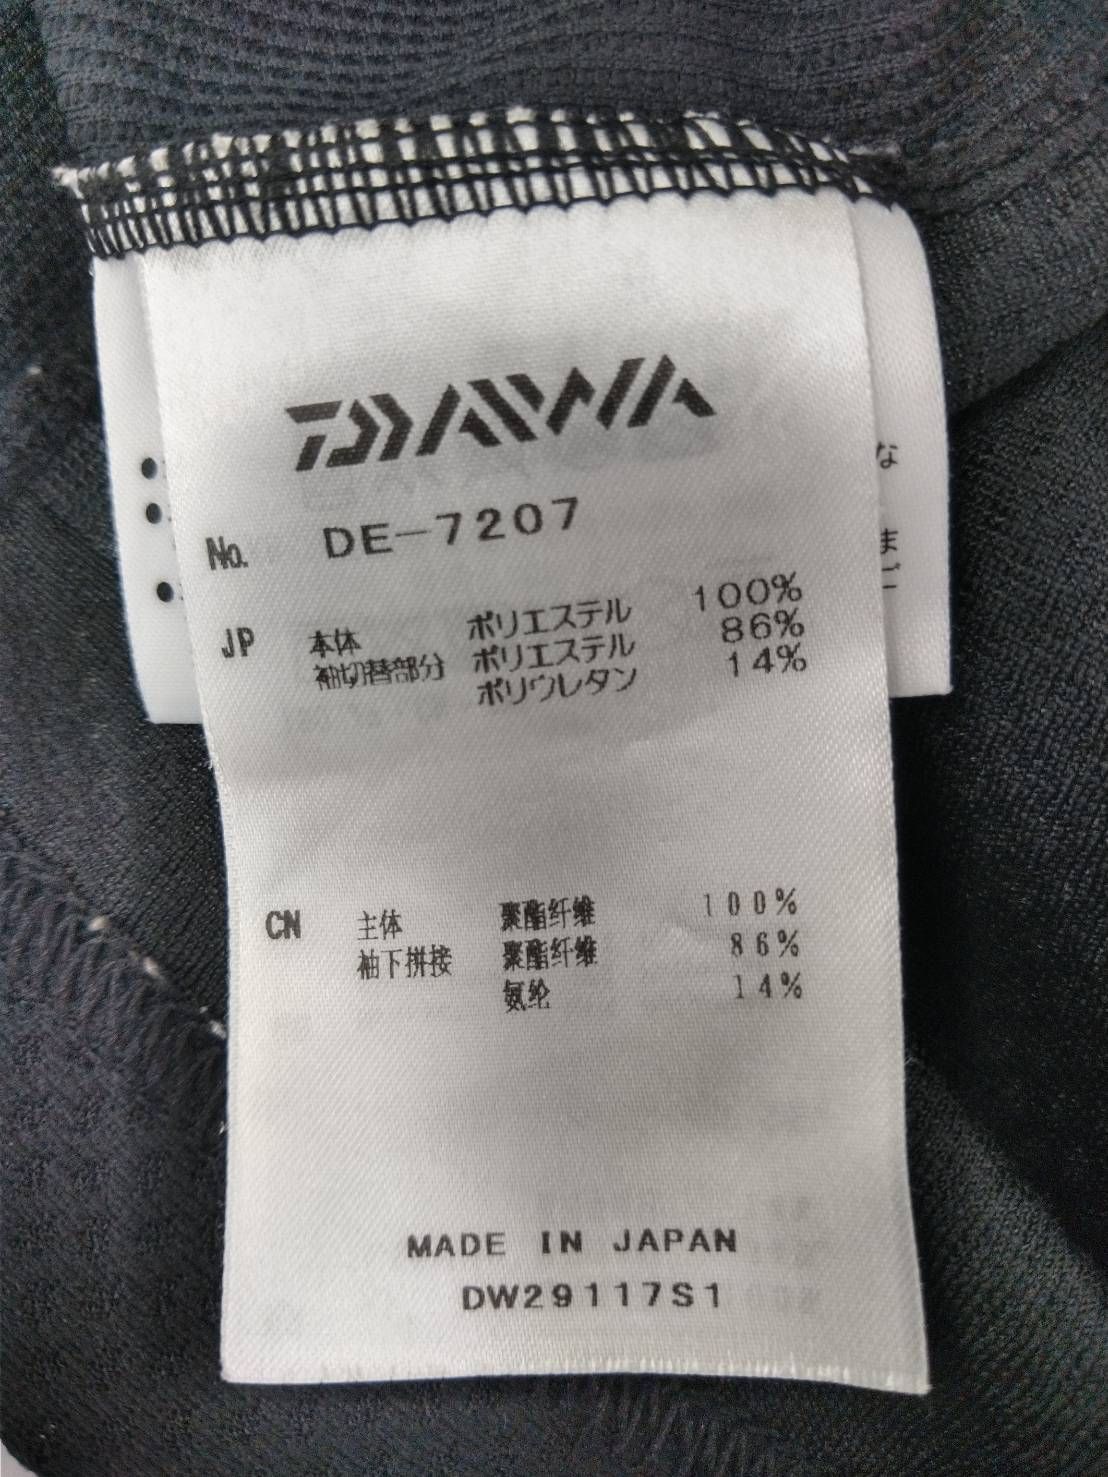 DAIWA
No. DE-7207
JP 本体 ポリエステル 100%
袖切替部分 ポリエステル 86%
ポリウレタン 14%
CN 主体 聚酯纤维 100%
袖下拼接 聚酯纤维 86%
氨纶 14%
MADE IN JAPAN
DW29117S1
な
ま
ご